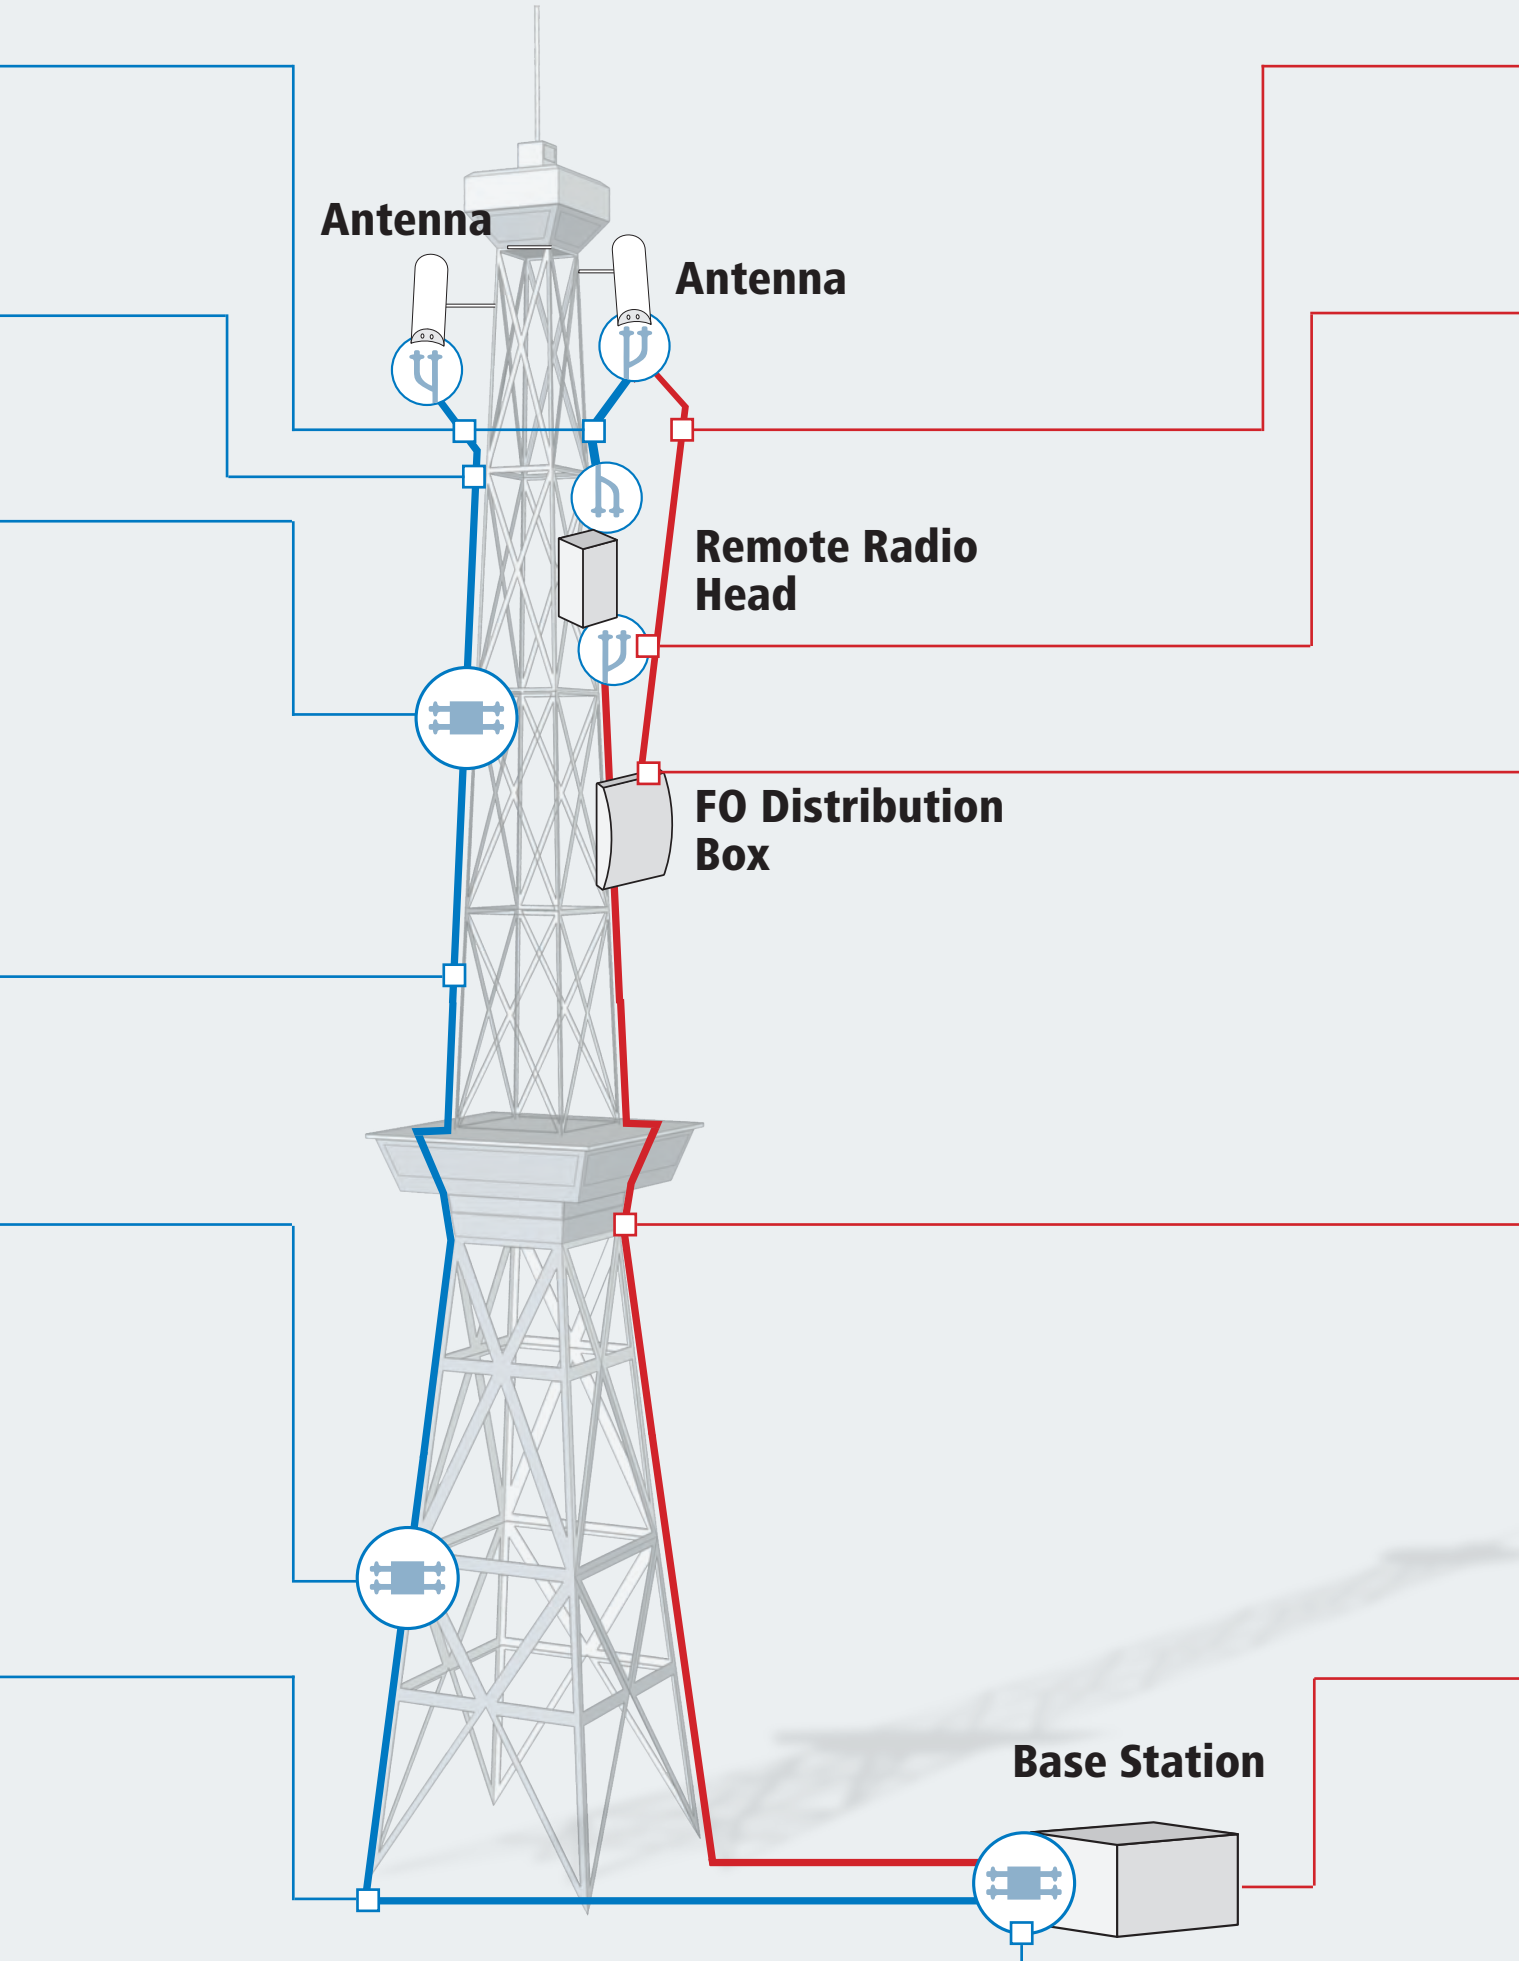 Antenna
Antenna
Remote Radio
Head
FO Distribution
Box
Base Station